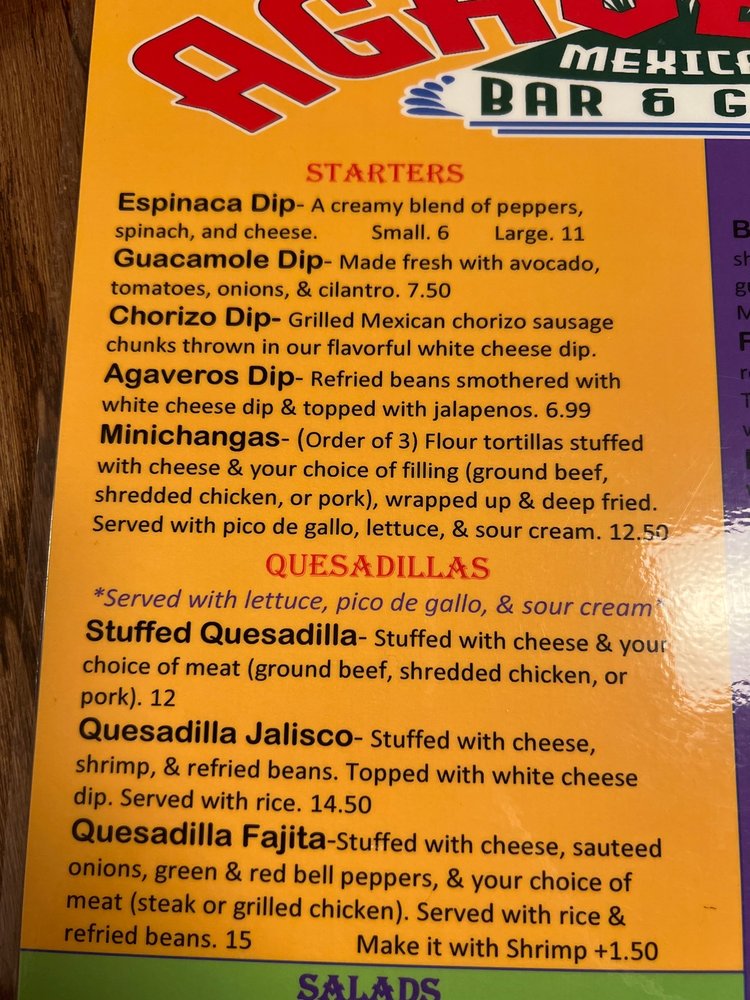 BAR &
STARTERS
Espinaca Dip- A creamy blend of peppers,
spinach, and cheese. Small. 6 Large. 11
Guacamole Dip- Made fresh with avocado,
tomatoes, onions, & cilantro. 7.50
Chorizo Dip- Grilled Mexican chorizo sausage
chunks thrown in our flavorful white cheese dip.
Agaveros Dip- Refried beans smothered with
white cheese dip & topped with jalapenos. 6.99
Minichangas- (Order of 3) Flour tortillas stuffed
with cheese & your choice of filling (ground beef,
shredded chicken, or pork), wrapped up & deep fried.
Served with pico de gallo, lettuce, & sour cream. 12.50
QUESADILLAS
*Served with lettuce, pico de gallo, & sour cream*
Stuffed Quesadilla- Stuffed with cheese & your
choice of meat (ground beef, shredded chicken, or
pork). 12
Quesadilla Jalisco- Stuffed with cheese,
shrimp, & refried beans. Topped with white cheese
dip. Served with rice. 14.50
Quesadilla Fajita-Stuffed with cheese, sauteed
onions, green & red bell peppers, & your choice of
meat (steak or grilled chicken). Served with rice &
refried beans. 15 Make it with Shrimp +1.50
SALADS